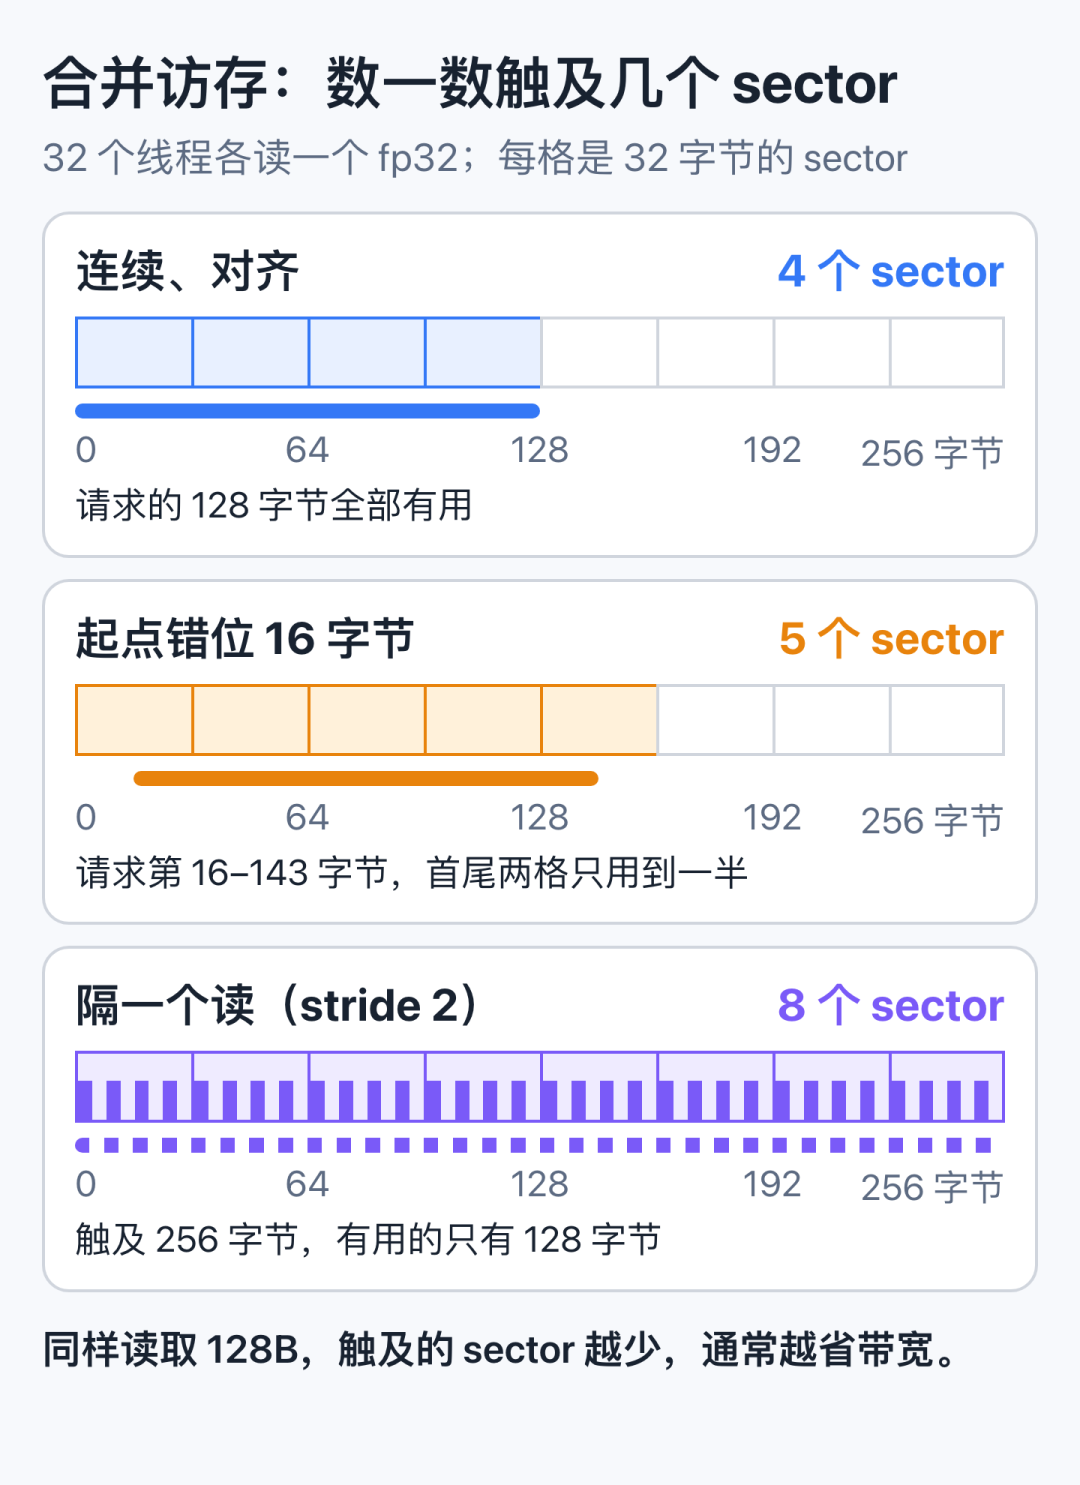 合并访存：数一数触及几个 sector
32 个线程各读一个 fp32；每格是 32 字节的 sector
连续、对齐
4 个 sector
0 64 128 192 256 字节
请求的 128 字节全部有用
起点错位 16 字节
5 个 sector
0 64 128 192 256 字节
请求第 16–143 字节，首尾两格只用到一半
隔一个读（stride 2）
8 个 sector
0 64 128 192 256 字节
触及 256 字节，有用的只有 128 字节
同样读取 128B，触及的 sector 越少，通常越省带宽。